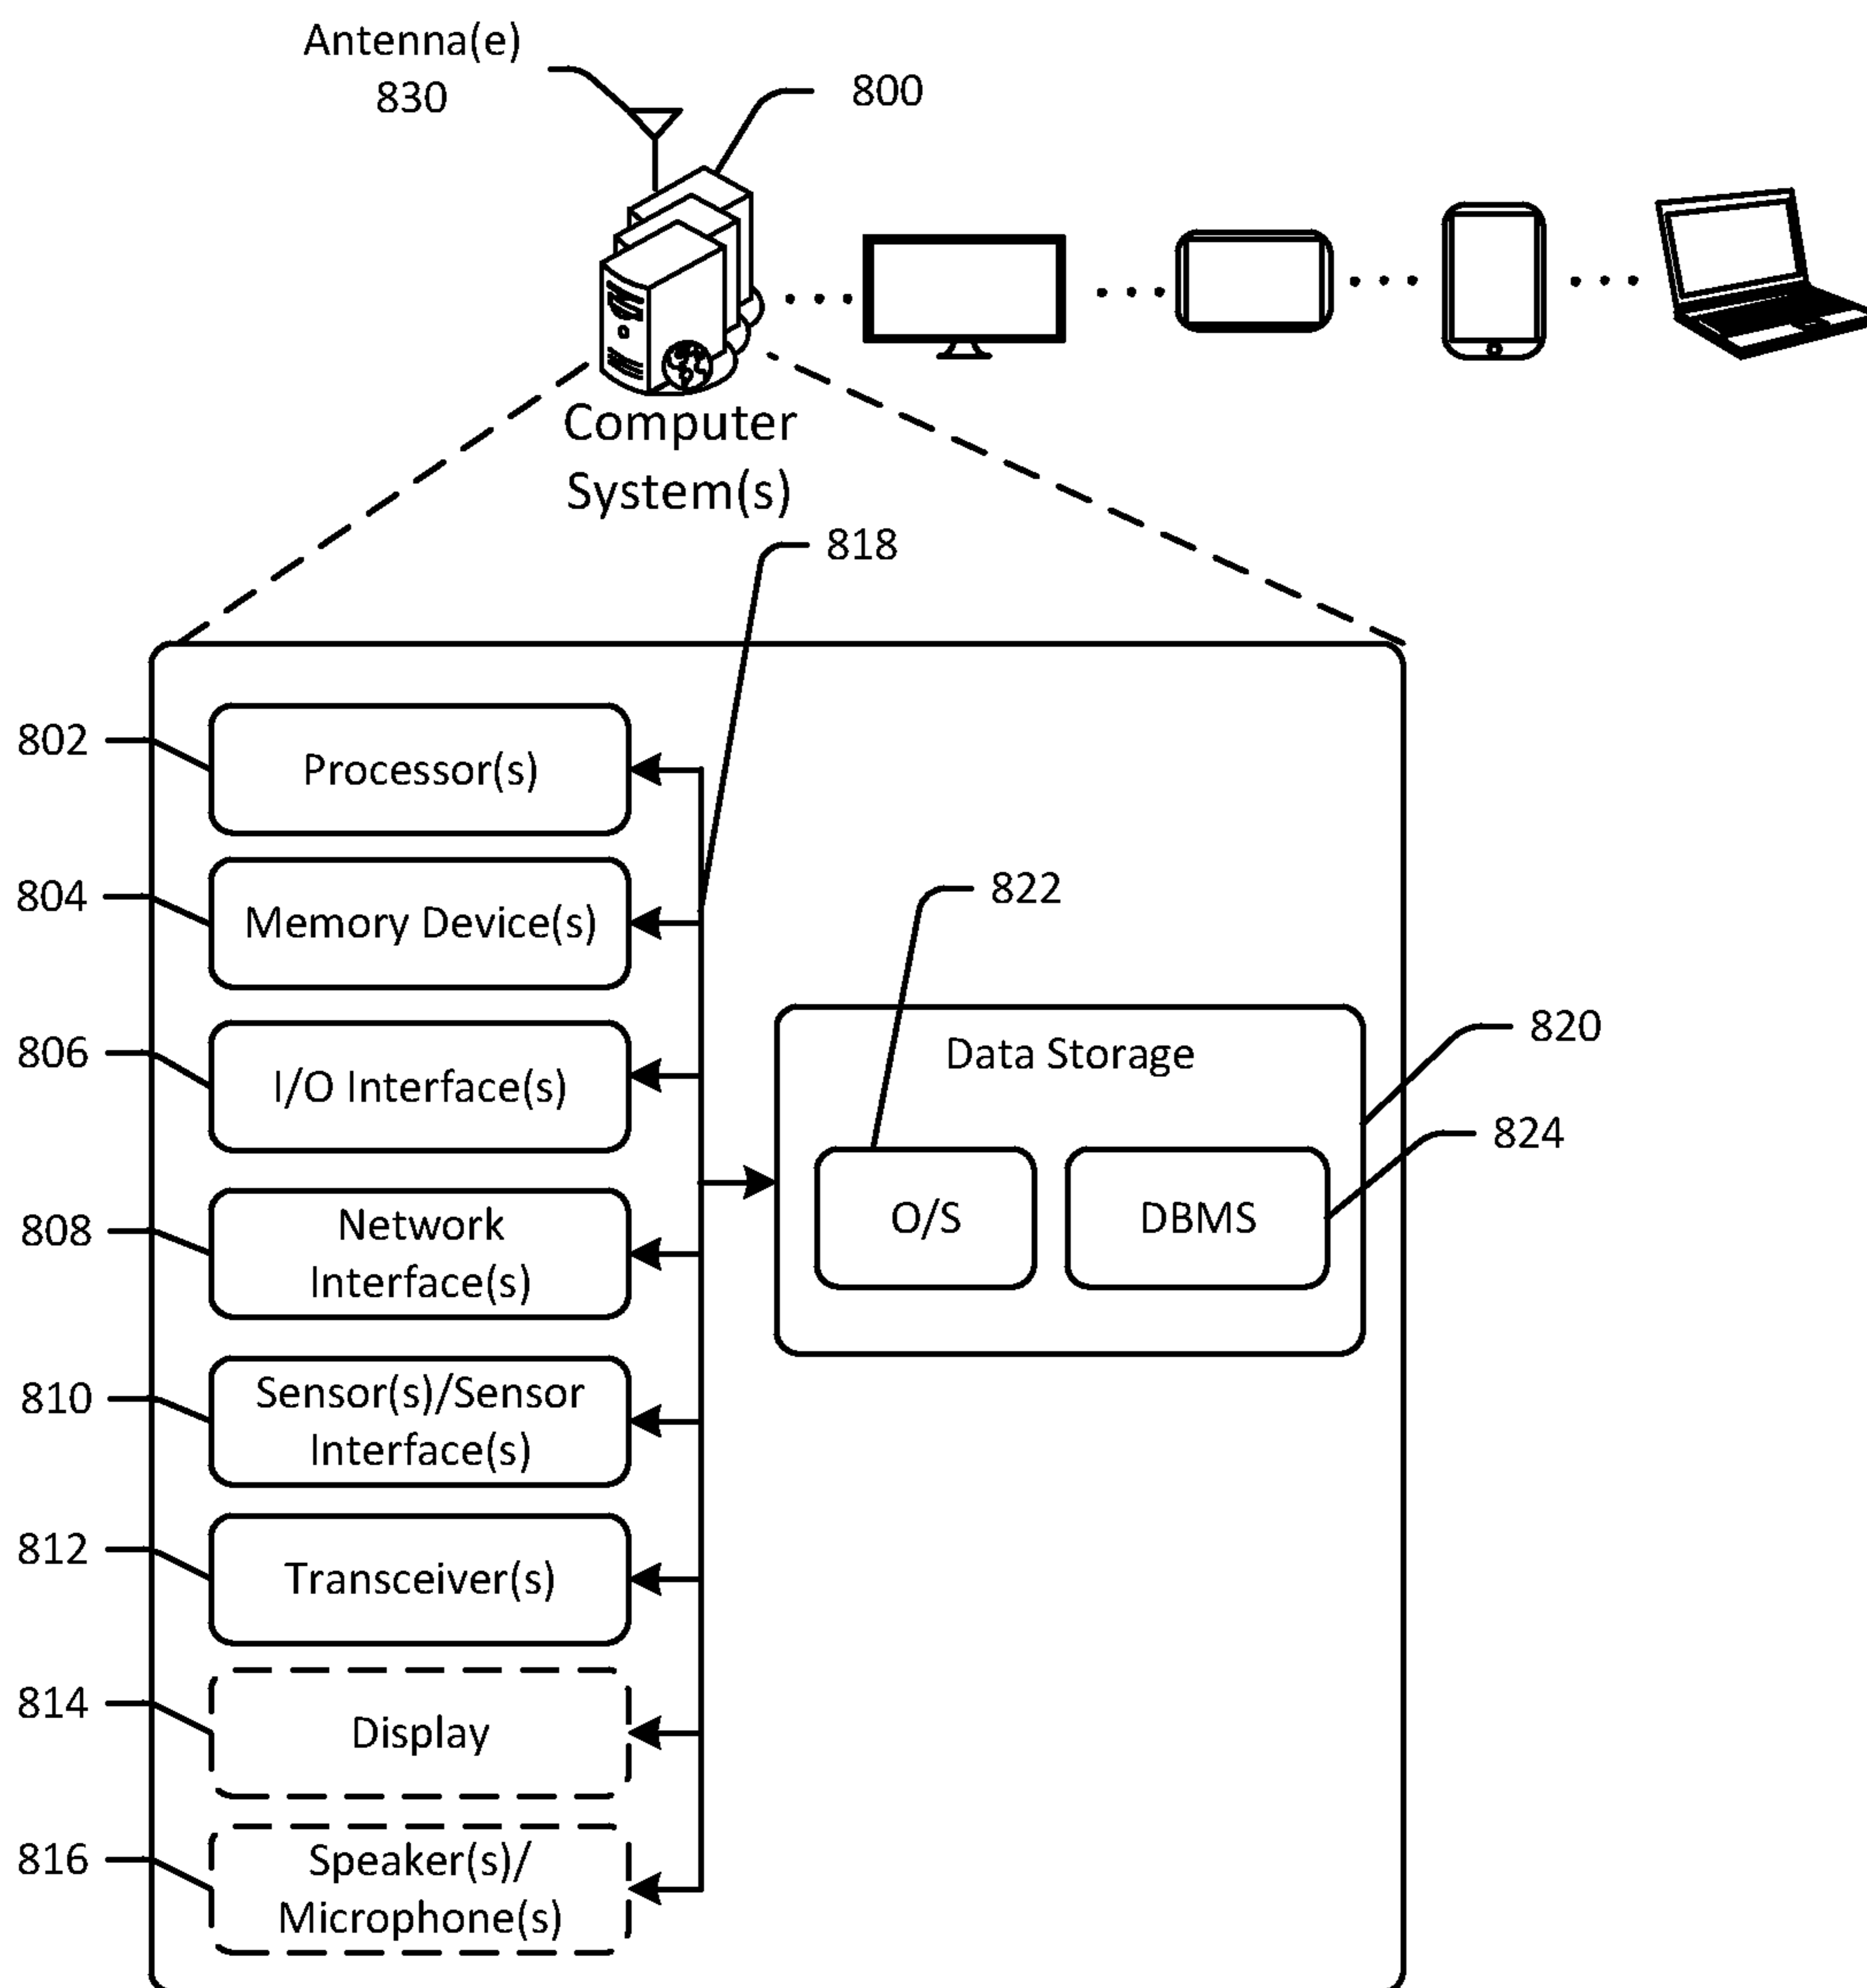 Antenna(e)
830
800
Computer
System(s)
818
802
Processor(s)
804
Memory Device(s)
822
806
I/O Interface(s)
Data Storage
820
824
808
Network
Interface(s)
O/S
DBMS
810
Sensor(s)/Sensor
Interface(s)
812
Transceiver(s)
814
Display
816
Speaker(s)/
Microphone(s)